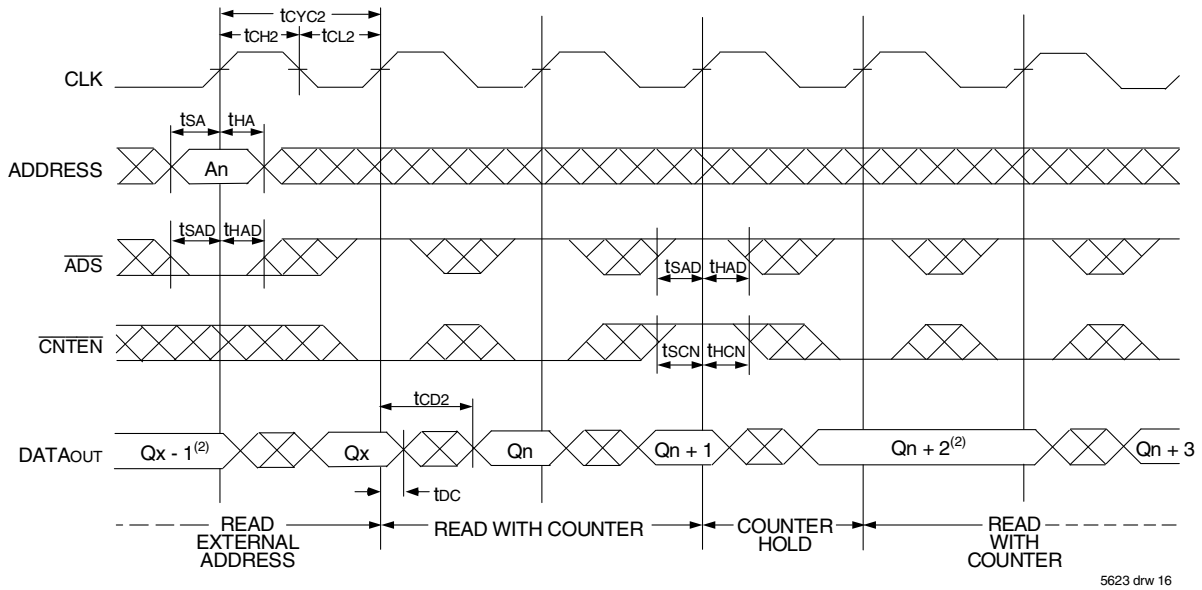 tCYC2
tCH2 tCL2
CLK
tSA tHA
ADDRESS An
tSAD tHAD
ADS
tSAD tHAD
CNTEN
tSCN tHCN
tCD2
DATAOUT Qx - 1(2) Qx Qn Qn + 1 Qn + 2(2) Qn + 3
tDC
READ EXTERNAL ADDRESS
READ WITH COUNTER
COUNTER HOLD
READ WITH COUNTER
5623 drw 16